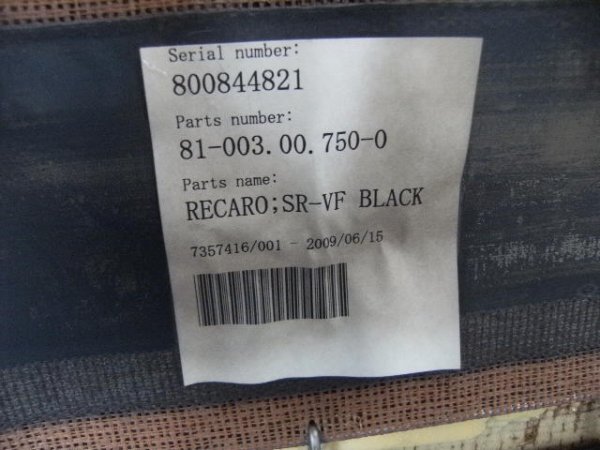 Serial number:
800844821
Parts number:
81-003.00.750-0
Parts name:
RECARO;SR-VF BLACK
7357416/001 - 2009/06/15